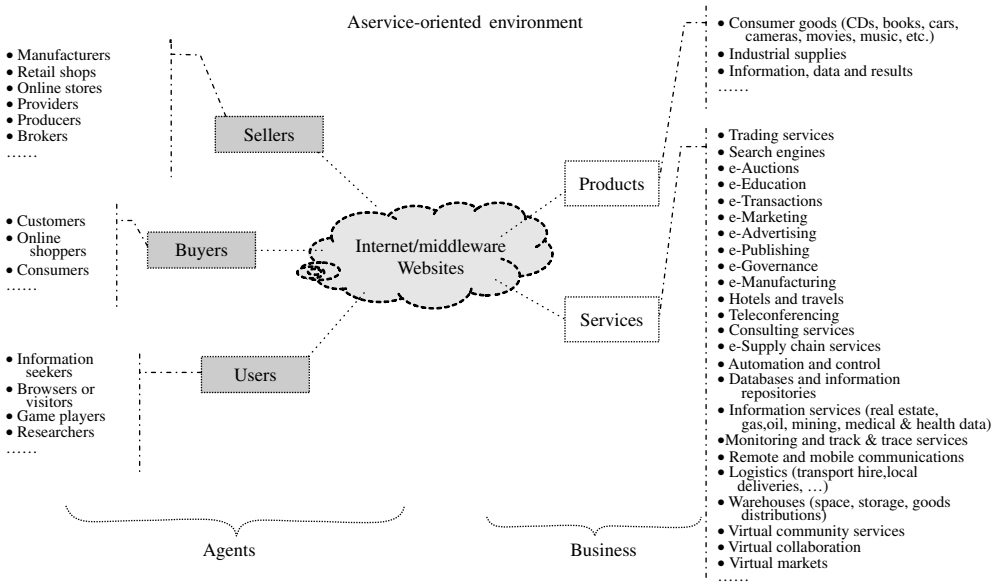 Aservice-oriented environment
• Manufacturers
• Retail shops
• Online stores
• Providers
• Producers
• Brokers
......
Sellers
• Customers
• Online
shoppers
• Consumers
......
Buyers
• Information
seekers
• Browsers or
visitors
• Game players
• Researchers
......
Users
Internet/middleware
Websites
Products
Services
• Consumer goods (CDs, books, cars,
cameras, movies, music, etc.)
• Industrial supplies
• Information, data and results
......
• Trading services
• Search engines
• e-Auctions
• e-Education
• e-Transactions
• e-Marketing
• e-Advertising
• e-Publishing
• e-Governance
• e-Manufacturing
• Hotels and travels
• Teleconferencing
• Consulting services
• e-Supply chain services
• Automation and control
• Databases and information
repositories
• Information services (real estate,
gas,oil, mining, medical & health data)
•Monitoring and track & trace services
• Remote and mobile communications
• Logistics (transport hire,local
deliveries, ...)
• Warehouses (space, storage, goods
distributions)
• Virtual community services
• Virtual collaboration
• Virtual markets
......
Agents
Business